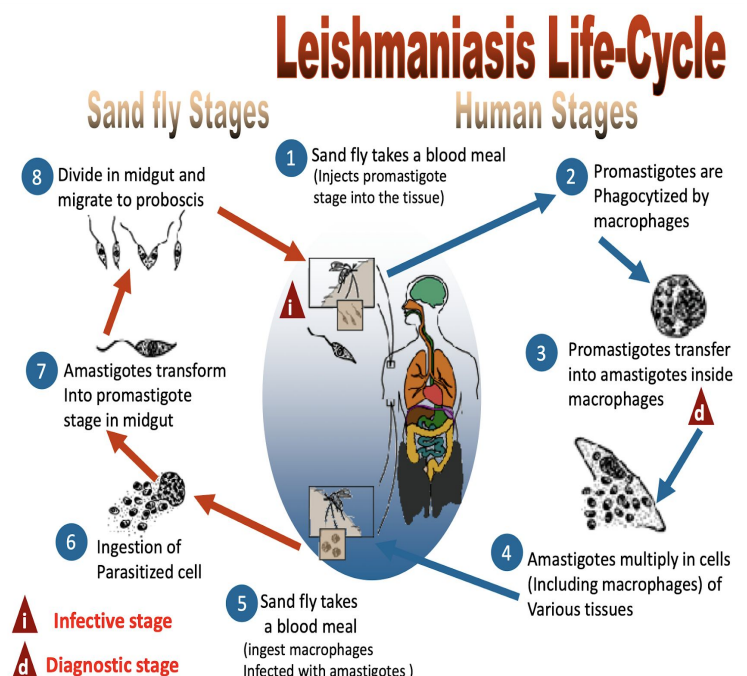 Leishmaniasis Life-Cycle
Sand fly Stages
Human Stages
1
Sand fly takes a blood meal
(Injects promastigote
stage into the tissue)
2
Promastigotes are
Phagocytized by
macrophages
3
Promastigotes transfer
into amastigotes inside
macrophages
d
4
Amastigotes multiply in cells
(Including macrophages) of
Various tissues
5
Sand fly takes
a blood meal
(ingest macrophages
Infected with amastigotes )
6
Ingestion of
Parasitized cell
7
Amastigotes transform
Into promastigote
stage in midgut
8
Divide in midgut and
migrate to proboscis
i
i Infective stage
d Diagnostic stage